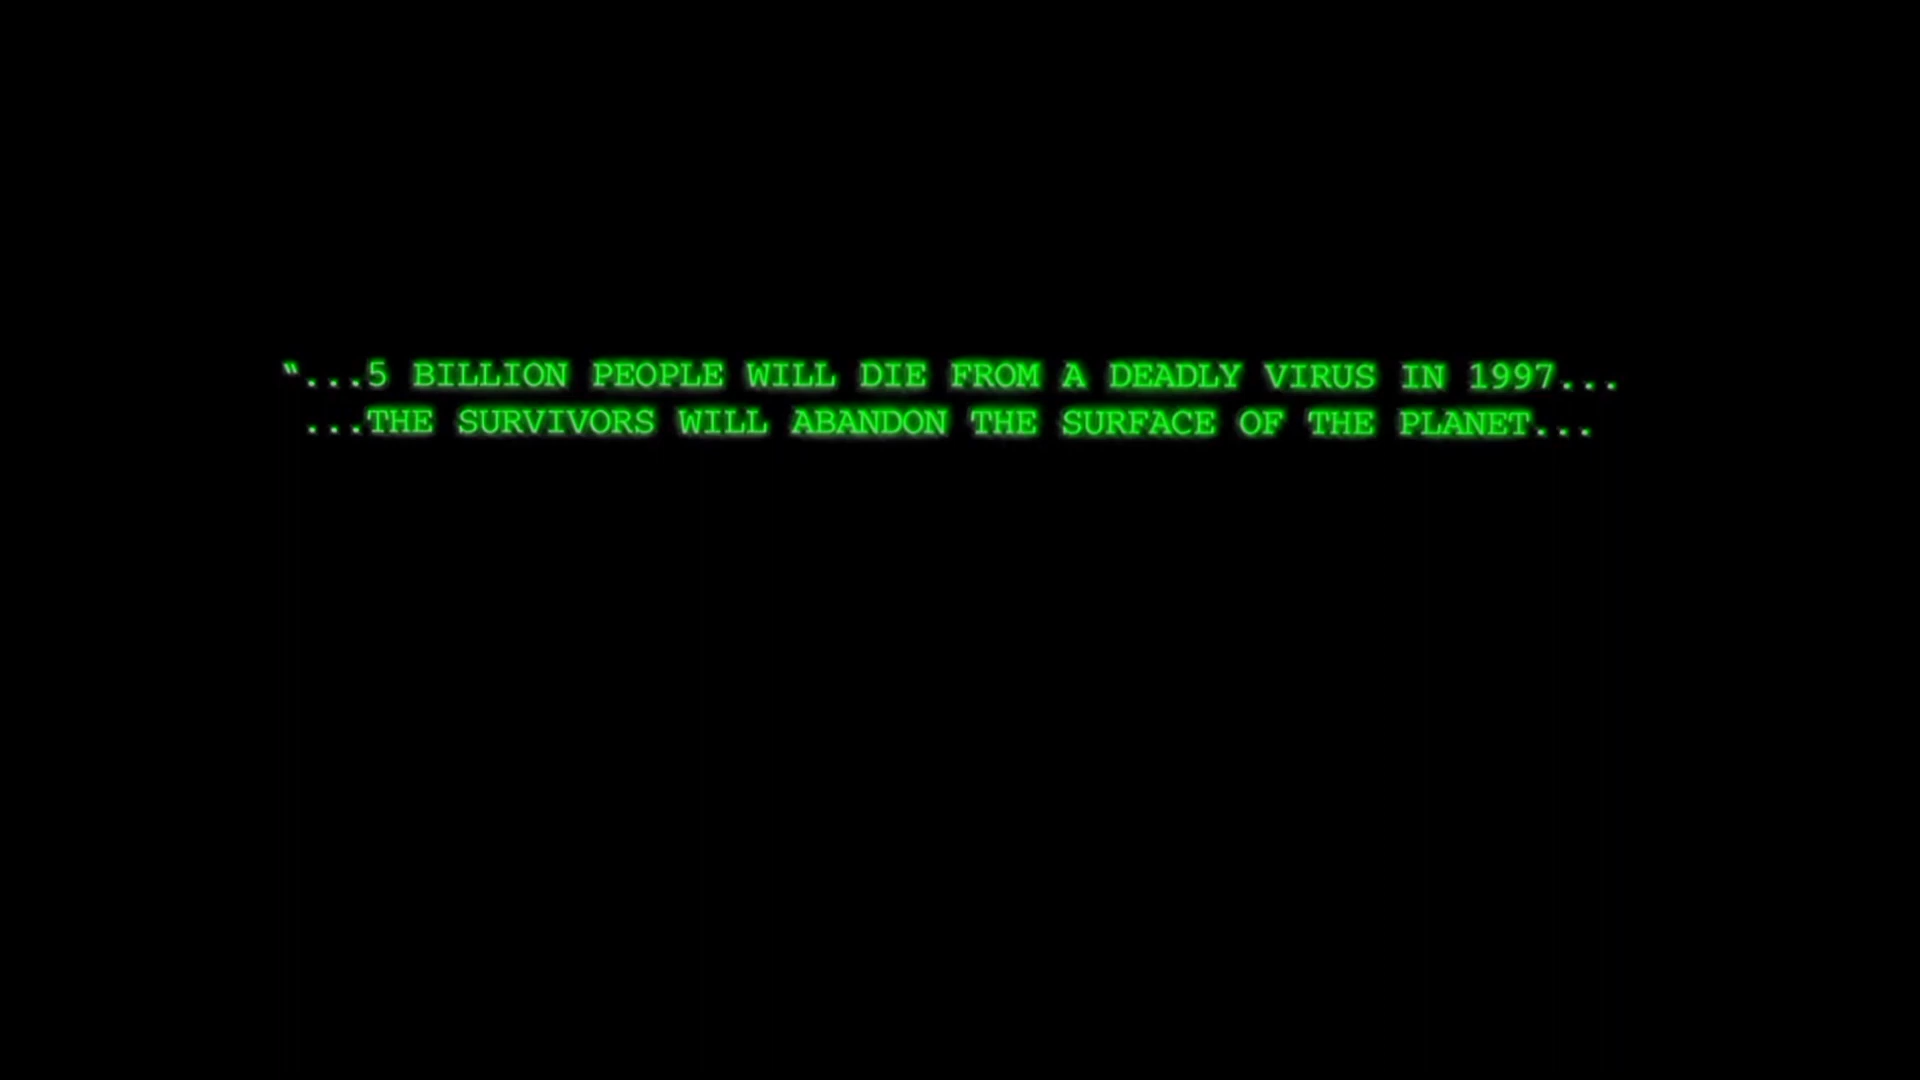 “...5 BILLION PEOPLE WILL DIE FROM A DEADLY VIRUS IN 1997...
...THE SURVIVORS WILL ABANDON THE SURFACE OF THE PLANET...